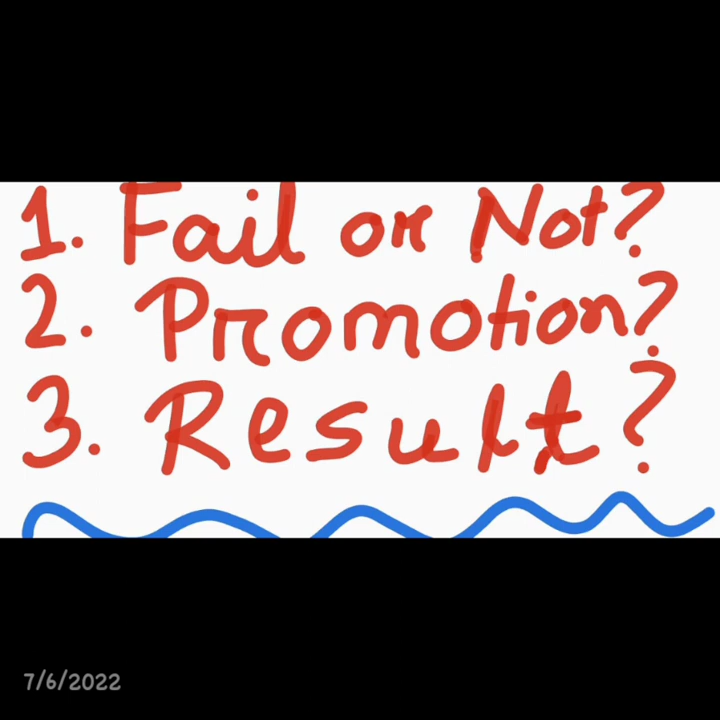 1. Fail or Not?
2. Promotion?
3. Result?
7/6/2022